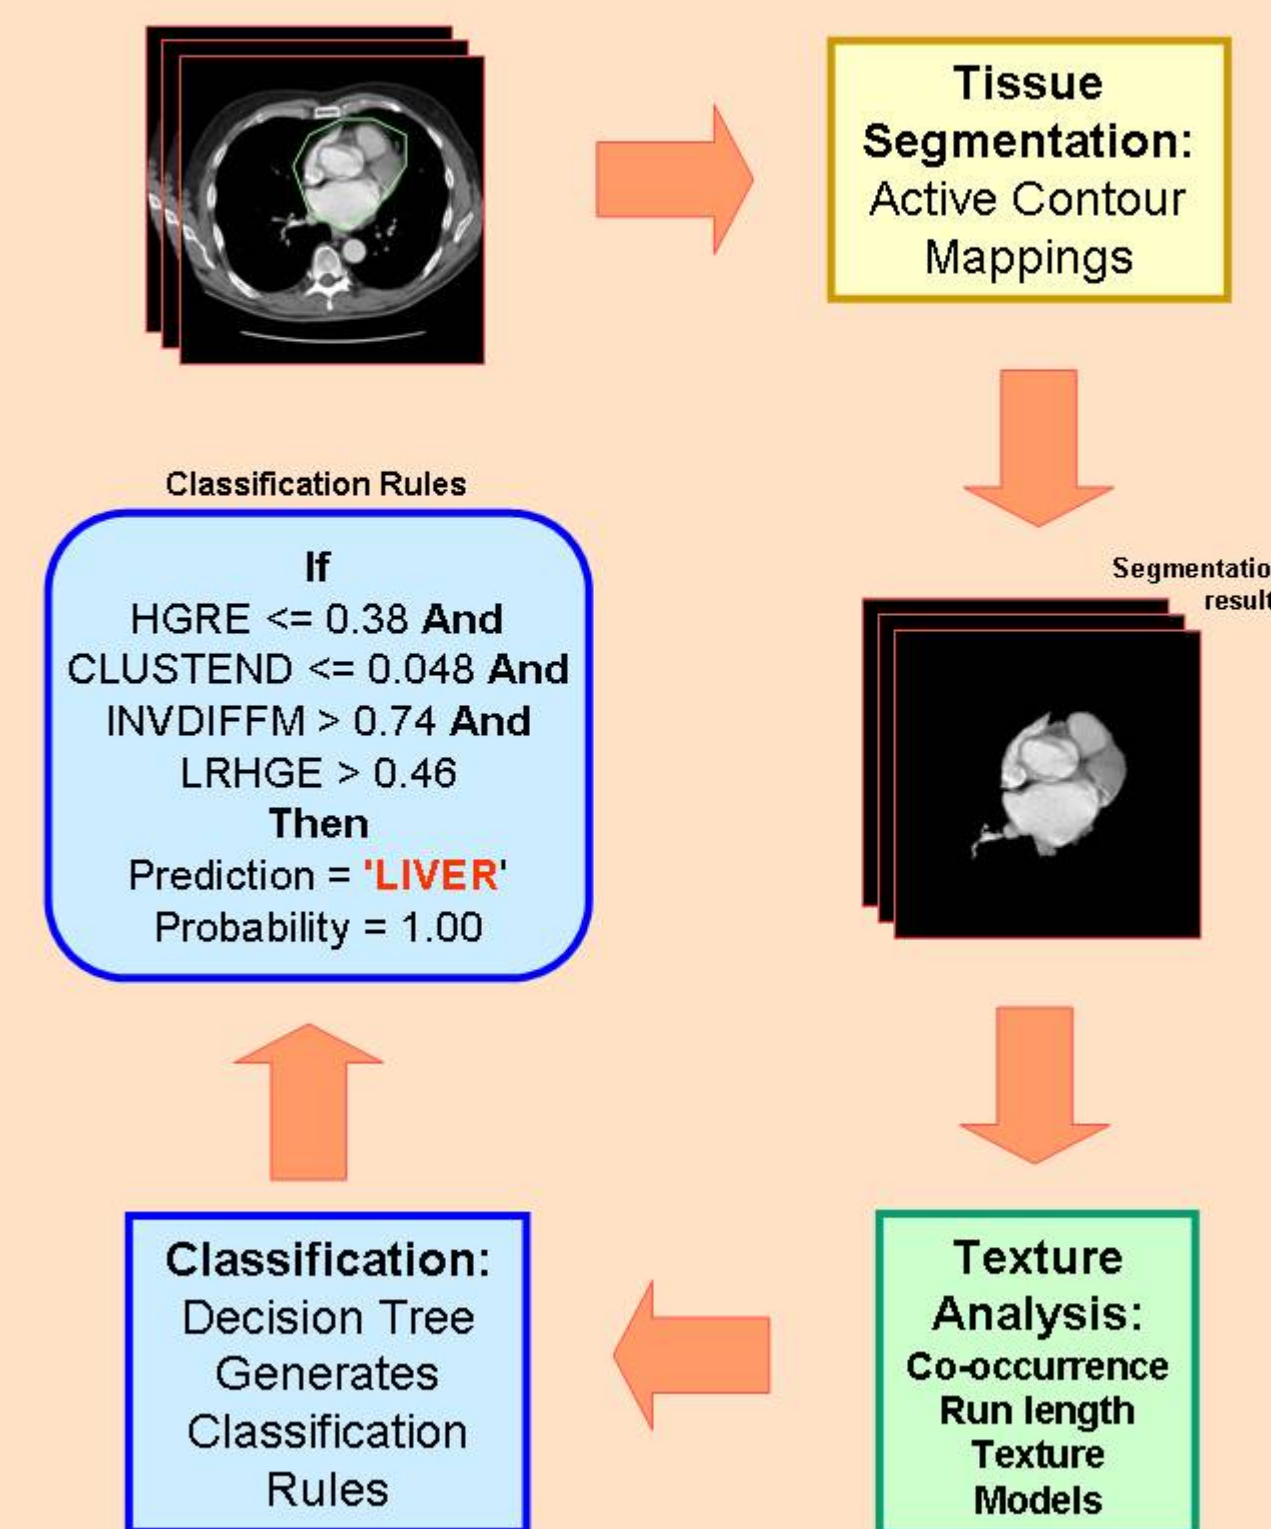 Tissue
Segmentation:
Active Contour
Mappings
Segmentatio
result
Texture
Analysis:
Co-occurrence
Run length
Texture
Models
Classification:
Decision Tree
Generates
Classification
Rules
Classification Rules
If
HGRE <= 0.38 And
CLUSTEND <= 0.048 And
INVDIFFM > 0.74 And
LRHGE > 0.46
Then
Prediction = 'LIVER'
Probability = 1.00